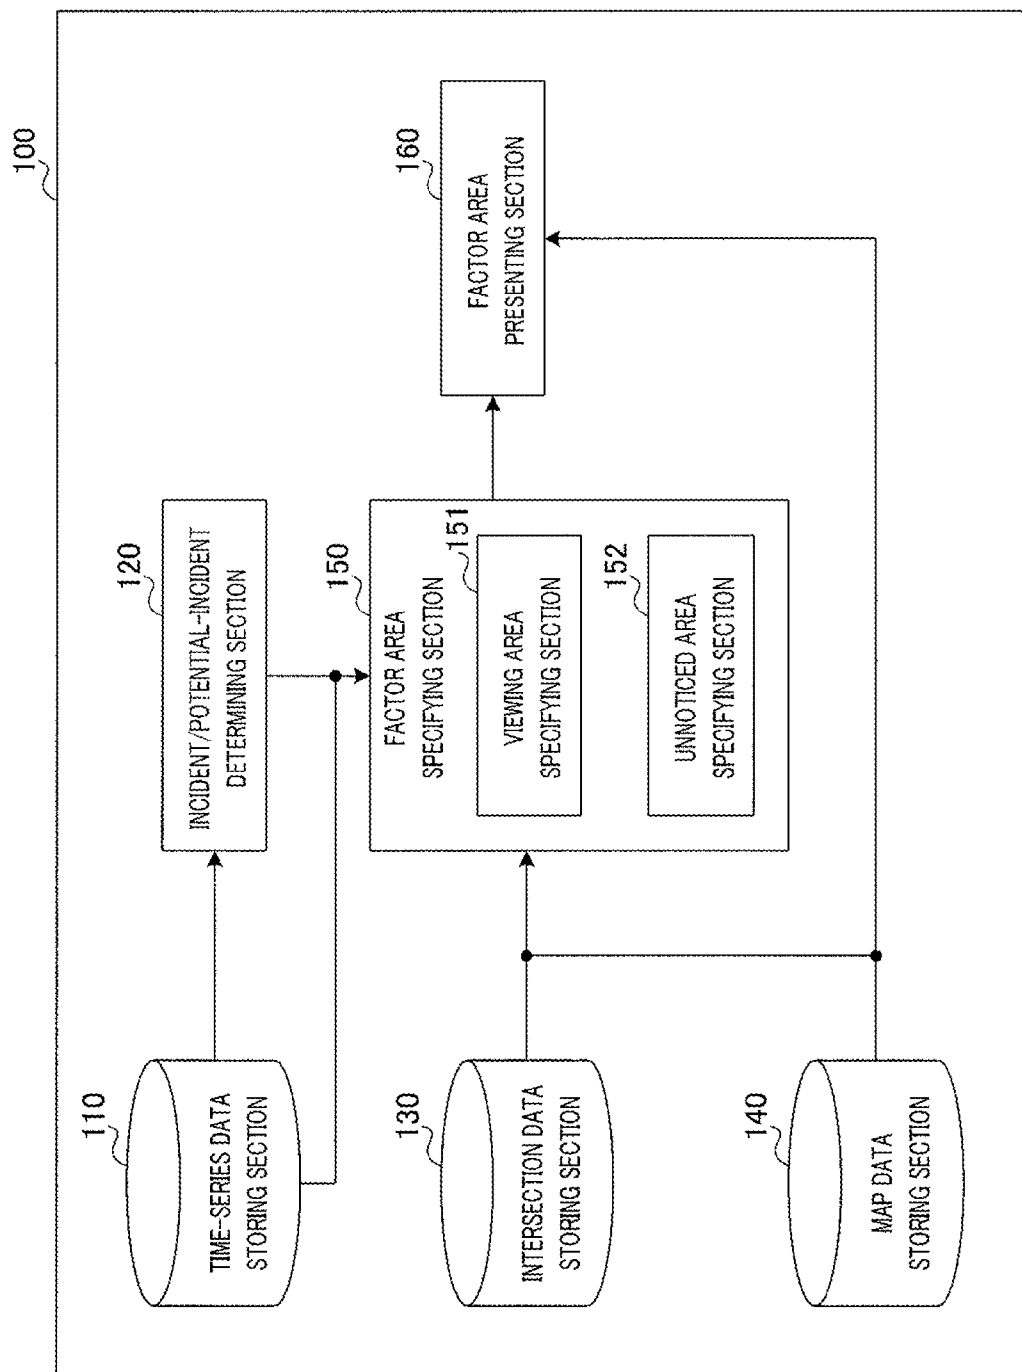 100
110
TIME-SERIES DATA
STORING SECTION
120
INCIDENT/POTENTIAL-INCIDENT
DETERMINING SECTION
130
INTERSECTION DATA
STORING SECTION
150
FACTOR AREA
SPECIFYING SECTION
151
VIEWING AREA
SPECIFYING SECTION
152
UNNOTICED AREA
SPECIFYING SECTION
160
FACTOR AREA
PRESENTING SECTION
140
MAP DATA
STORING SECTION